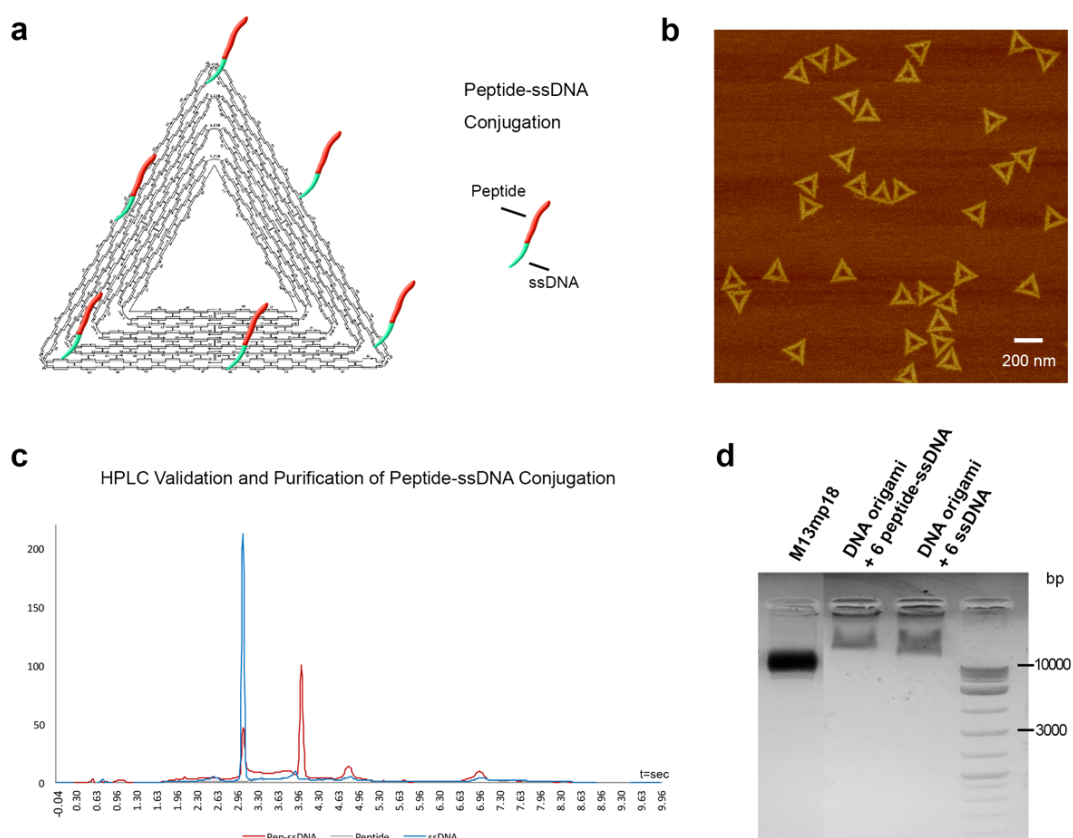 a
Peptide-ssDNA
Conjugation
Peptide
ssDNA
b
200 nm
c
HPLC Validation and Purification of Peptide-ssDNA Conjugation
200
150
100
50
0
t=sec
-0.04 0.30 0.63 0.96 1.30 1.63 1.96 2.30 2.63 2.96 3.30 3.63 3.96 4.30 4.63 4.96 5.30 5.63 5.96 6.30 6.63 6.96 7.30 7.63 7.96 8.30 8.63 8.96 9.30 9.63 9.96
Pep-ssDNA Peptide ssDNA
d
M13mp18
DNA origami
+ 6 peptide-ssDNA
DNA origami
+ 6 ssDNA
bp
10000
3000